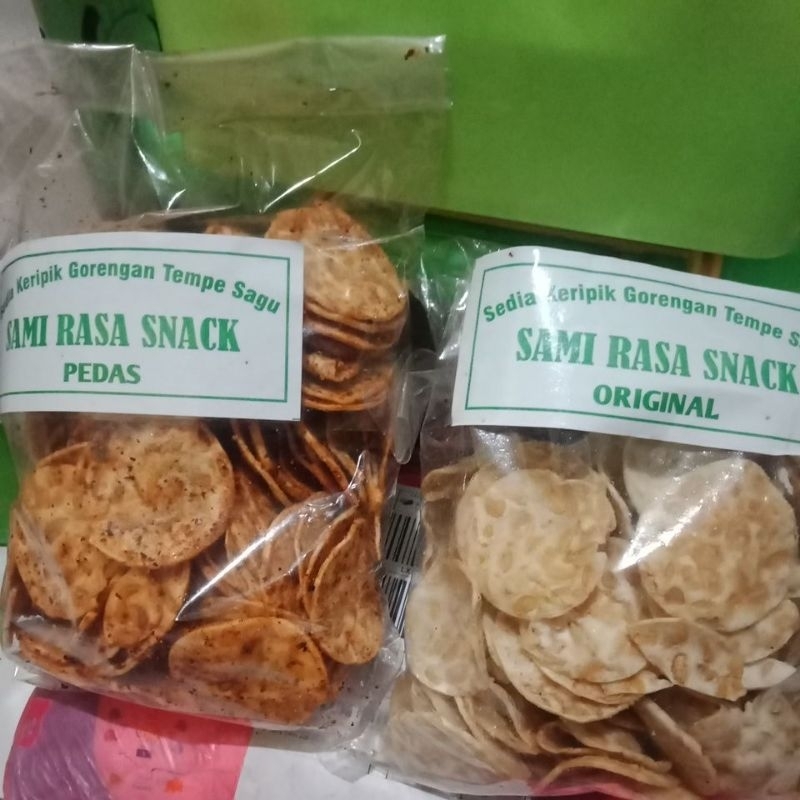 Keripik Gorengan Tempe Sagu
SAMI RASA SNACK
PEDAS
Sedia Keripik Gorengan Tempe
SAMI RASA SNACK
ORIGINAL